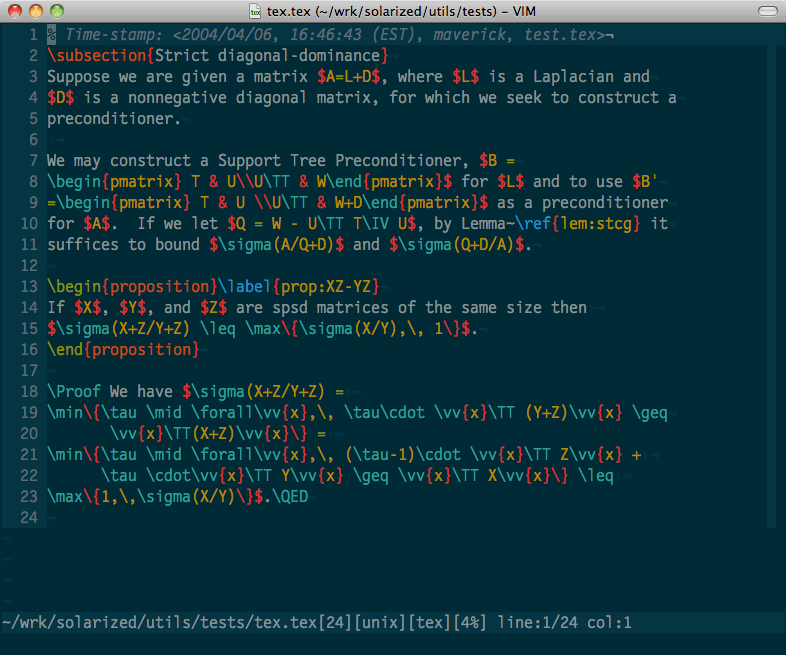 tex.tex (~/wrk/solarized/utils/tests) - VIM
1 % Time-stamp: <2004/04/06, 16:46:43 (EST), maverick, test.tex>¬
2 \subsection{Strict diagonal-dominance}¬
3 Suppose we are given a matrix $A=L+D$, where $L$ is a Laplacian and¬
4 $D$ is a nonnegative diagonal matrix, for which we seek to construct a¬
5 preconditioner.¬
6 ¬
7 We may construct a Support Tree Preconditioner, $B =¬
8 \begin{pmatrix} T & U\\U\TT & W\end{pmatrix}$ for $L$ and to use $B'¬
9 =\begin{pmatrix} T & U \\U\TT & W+D\end{pmatrix}$ as a preconditioner¬
10 for $A$.  If we let $Q = W - U\TT T\IV U$, by Lemma~\ref{lem:stcg} it¬
11 suffices to bound $\sigma(A/Q+D)$ and $\sigma(Q+D/A)$.¬
12 ¬
13 \begin{proposition}\label{prop:XZ-YZ}¬
14 If $X$, $Y$, and $Z$ are spsd matrices of the same size then¬
15 $\sigma(X+Z/Y+Z) \leq \max\{\sigma(X/Y),\, 1\}$.¬
16 \end{proposition}¬
17 ¬
18 \Proof We have $\sigma(X+Z/Y+Z) =¬
19 \min\{\tau \mid \forall\vv{x},\, \tau\cdot \vv{x}\TT (Y+Z)\vv{x} \geq¬
20 \vv{x}\TT(X+Z)\vv{x}\} =¬
21 \min\{\tau \mid \forall\vv{x},\, (\tau-1)\cdot \vv{x}\TT Z\vv{x} +¬
22 \tau \cdot\vv{x}\TT Y\vv{x} \geq \vv{x}\TT X\vv{x}\} \leq¬
23 \max\{1,\,\sigma(X/Y)\}$.\QED¬
24 ¬
~
~
~
~
~/wrk/solarized/utils/tests/tex.tex[24][unix][tex][4%] line:1/24 col:1